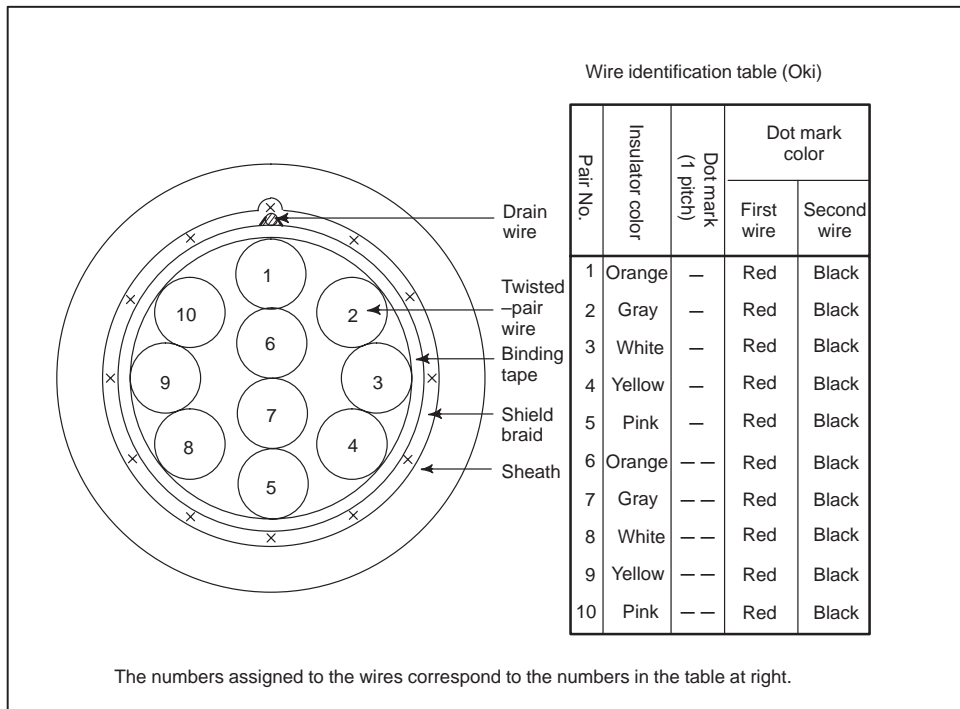 Wire identification table (Oki)
Pair No.
Insulator color
Dot mark
(1 pitch)
Dot mark
color
First
wire
Second
wire
1 Orange — Red Black
2 Gray — Red Black
3 White — Red Black
4 Yellow — Red Black
5 Pink — Red Black
6 Orange — — Red Black
7 Gray — — Red Black
8 White — — Red Black
9 Yellow — — Red Black
10 Pink — — Red Black
Drain
wire
Twisted
–pair
wire
Binding
tape
Shield
braid
Sheath
1
10
2
6
9
3
7
8
4
5
The numbers assigned to the wires correspond to the numbers in the table at right.